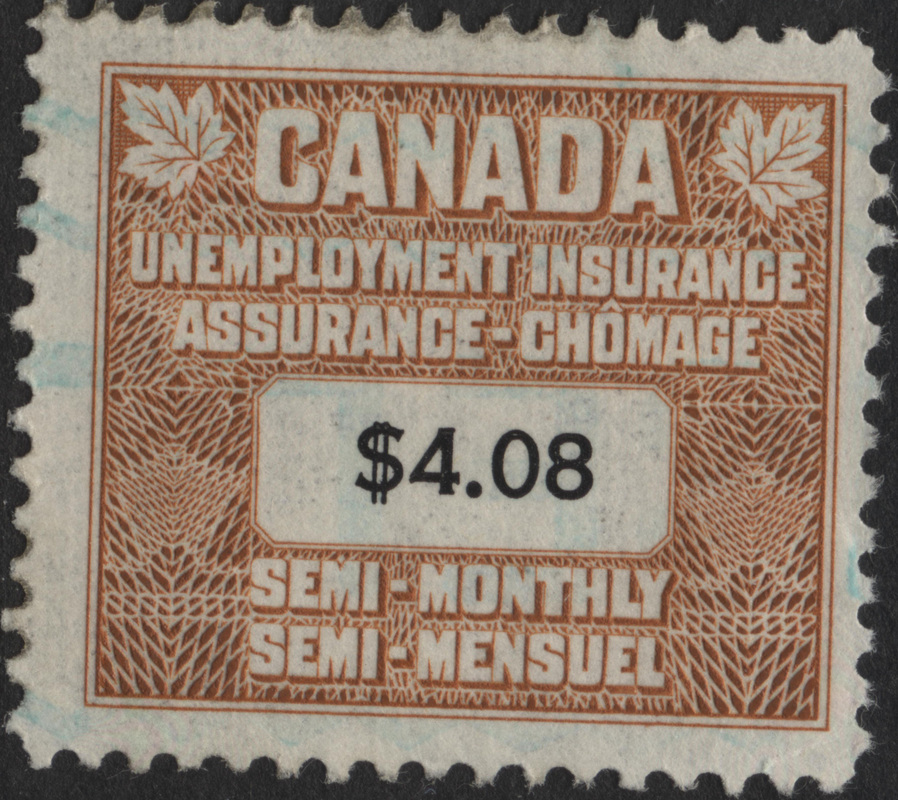 CANADA
UNEMPLOYMENT INSURANCE
ASSURANCE-CHÔMAGE
$4.08
SEMI-MONTHLY
SEMI-MENSUEL